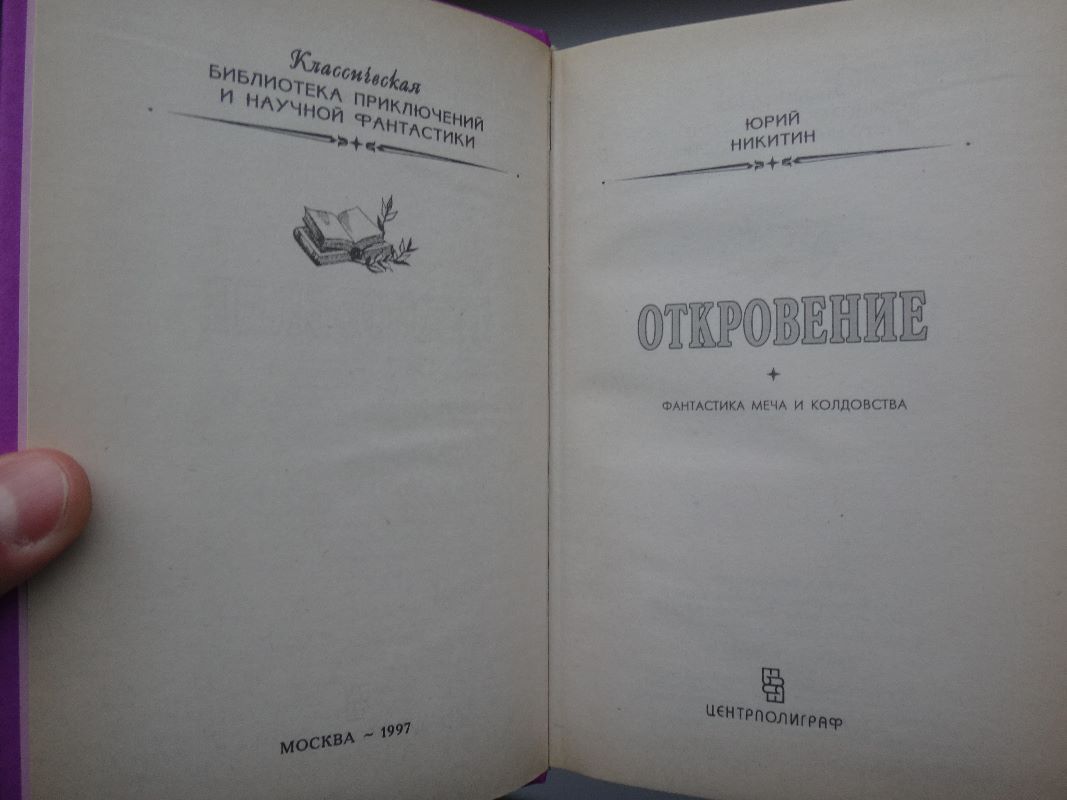 Классическая
БИБЛИОТЕКА ПРИКЛЮЧЕНИЙ
И НАУЧНОЙ ФАНТАСТИКИ
МОСКВА ~ 1997
ЮРИЙ
НИКИТИН
ОТКРОВЕНИЕ
ФАНТАСТИКА МЕЧА И КОЛДОВСТВА
ЦЕНТРПОЛИГРАФ